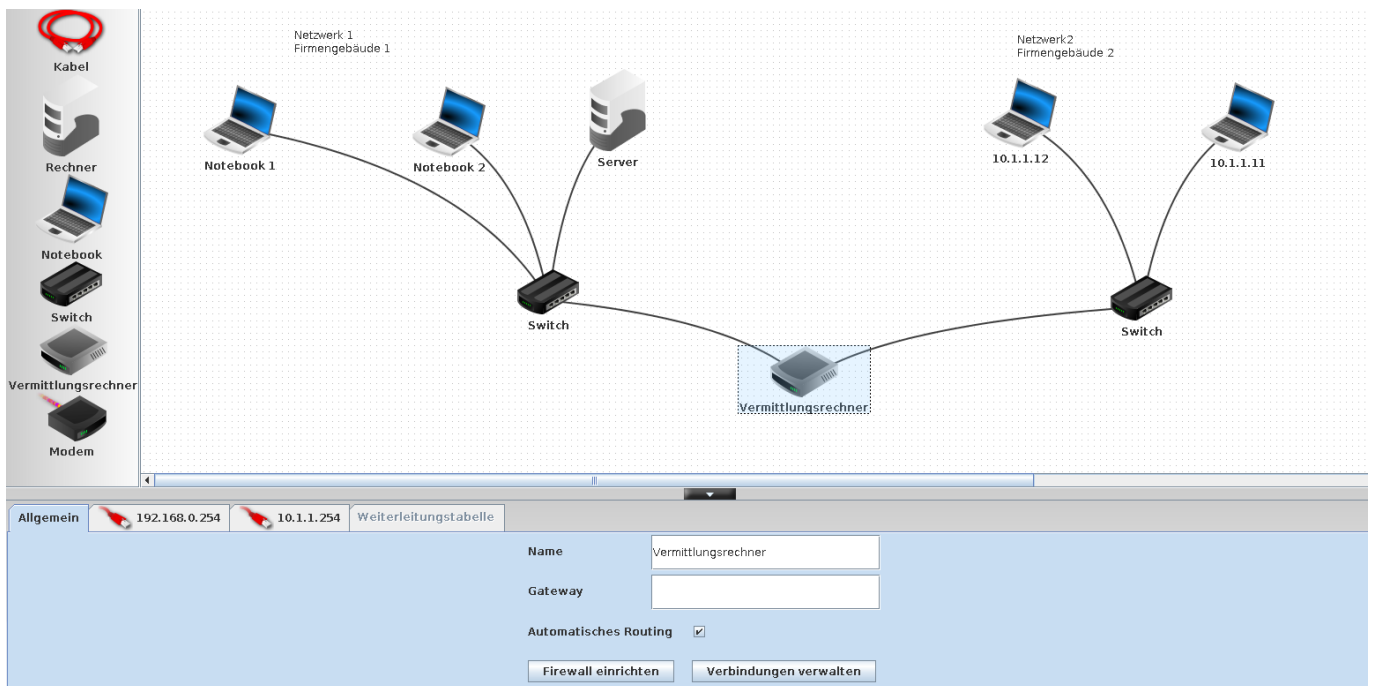 Kabel
Rechner
Notebook
Switch
Vermittlungsrechner
Modem
Netzwerk 1
Firmengebäude 1
Netzwerk2
Firmengebäude 2
Notebook 1
Notebook 2
Server
10.1.1.12
10.1.1.11
Switch
Switch
Vermittlungsrechner
Allgemein 192.168.0.254 10.1.1.254 Weiterleitungstabelle
Name Vermittlungsrechner
Gateway
Automatisches Routing
Firewall einrichten Verbindungen verwalten